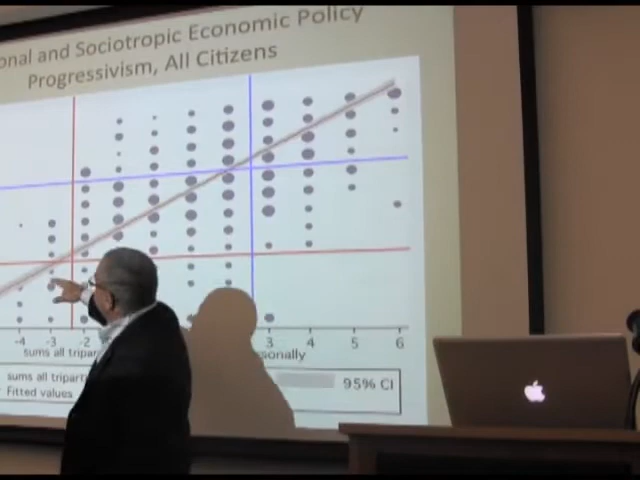 onal and Sociotropic Economic Policy
Progressivism, All Citizens
-4 -3 -2 3 4 5 6
sums all tripar sonally
sums all tripart 95% CI
Fitted values